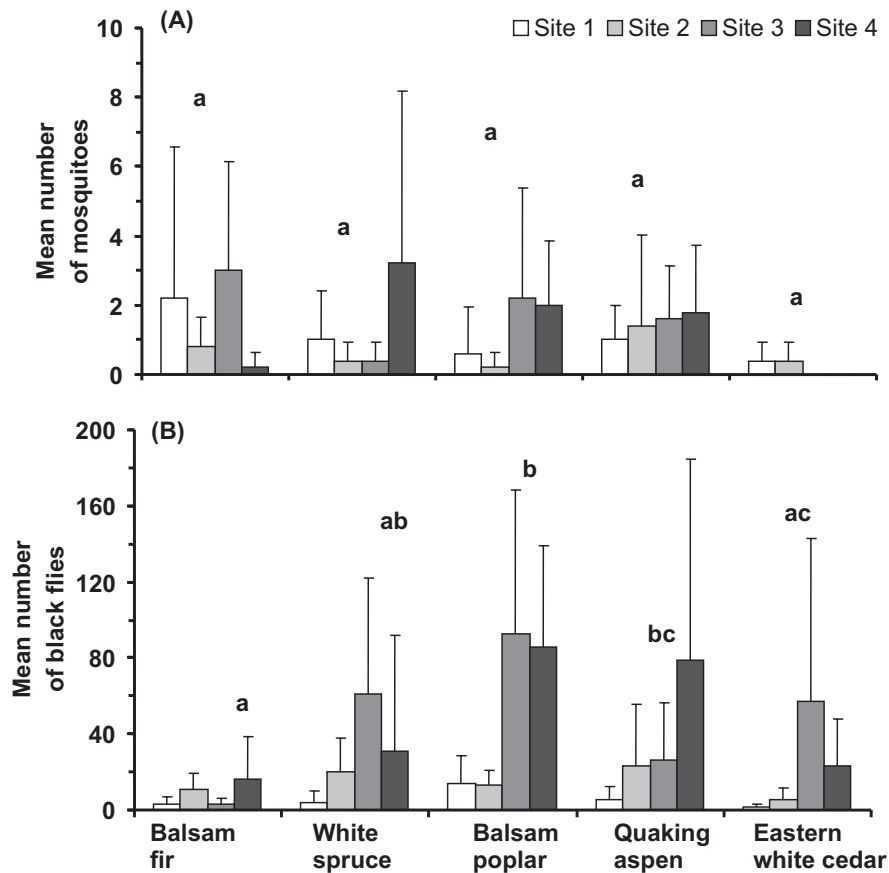 (A)
Site 1 Site 2 Site 3 Site 4
10
8
6
4
2
0
Mean number
of mosquitoes
a
a
a
a
a
(B)
200
160
120
80
40
0
Mean number
of black flies
a
ab
b
bc
ac
Balsam
fir
White
spruce
Balsam
poplar
Quaking
aspen
Eastern
white cedar